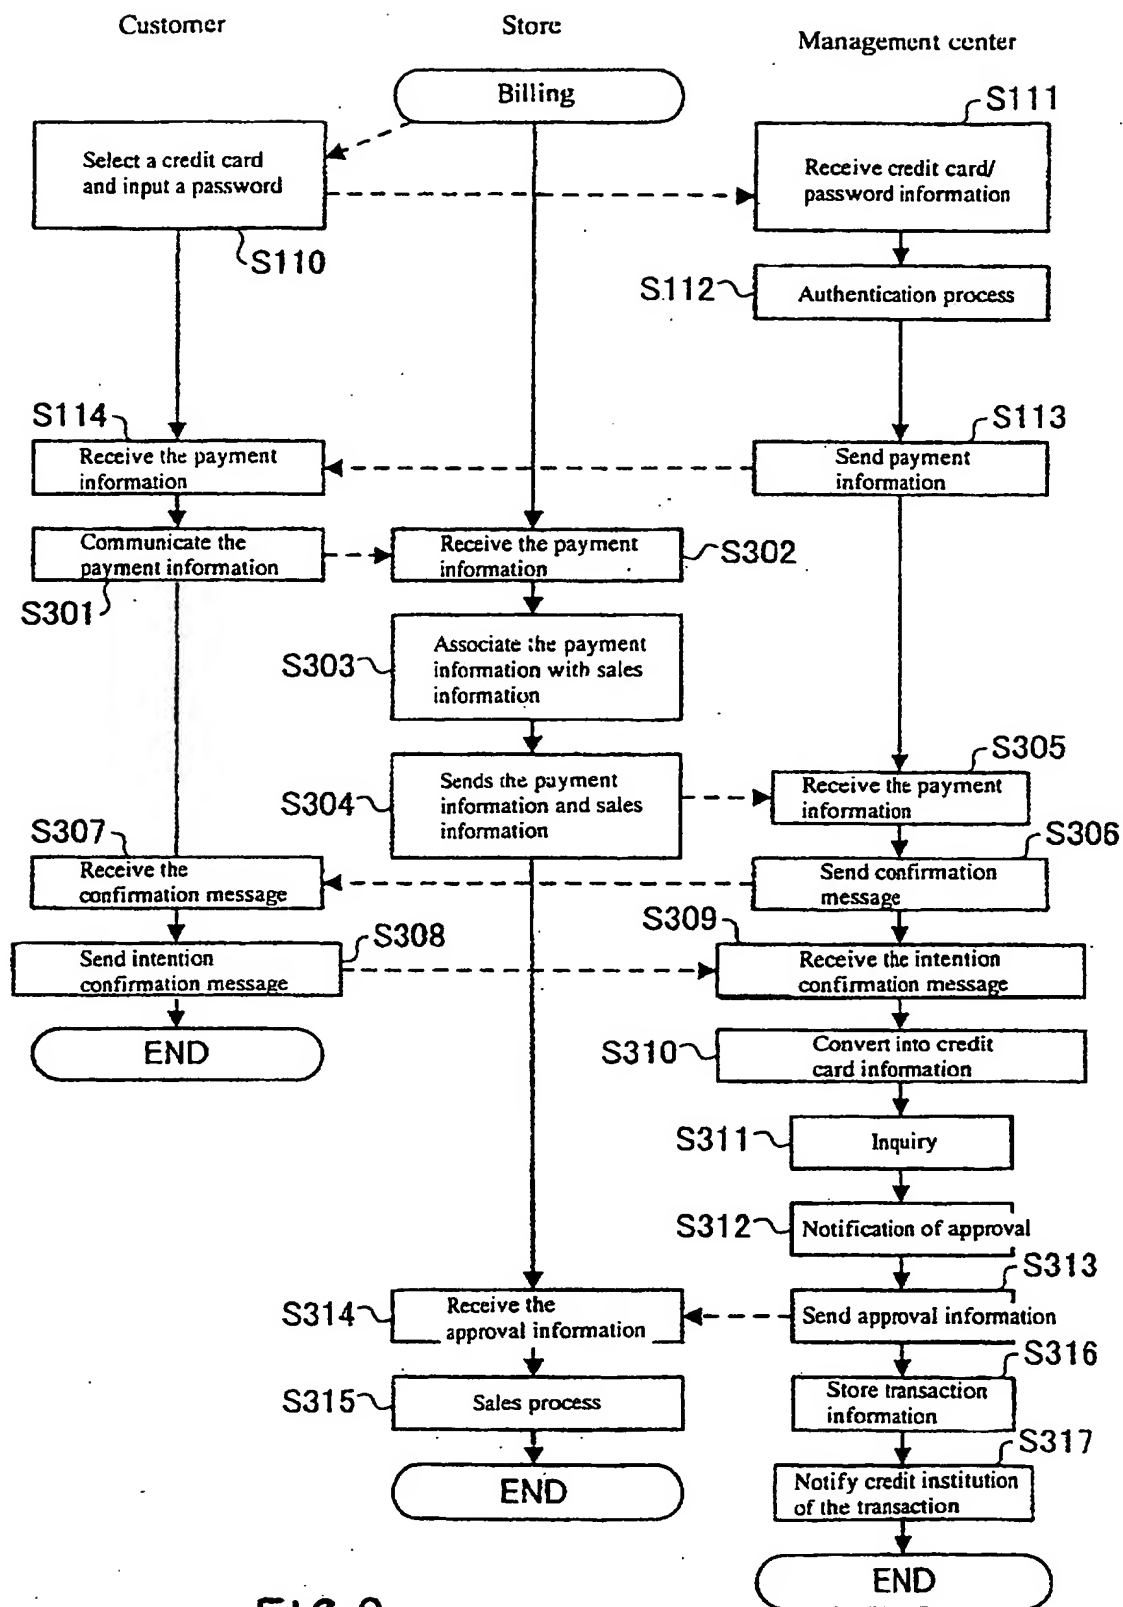 Customer
Store
Management center
Billing
S111
Select a credit card
and input a password
Receive credit card/
password information
S110
S112
Authentication process
S114
S113
Receive the payment
information
Send payment
information
Communicate the
payment information
Receive the payment
information
S302
S301
S303
Associate the payment
information with sales
information
S305
S304
Sends the payment
information and sales
information
Receive the payment
information
S307
S306
Receive the
confirmation message
Send confirmation
message
S309
S308
Send intention
confirmation message
Receive the intention
confirmation message
END
S310
Convert into credit
card information
S311
Inquiry
S312
Notification of approval
S313
S314
Receive the
approval information
Send approval information
S316
S315
Sales process
Store transaction
information
S317
END
Notify credit institution
of the transaction
END